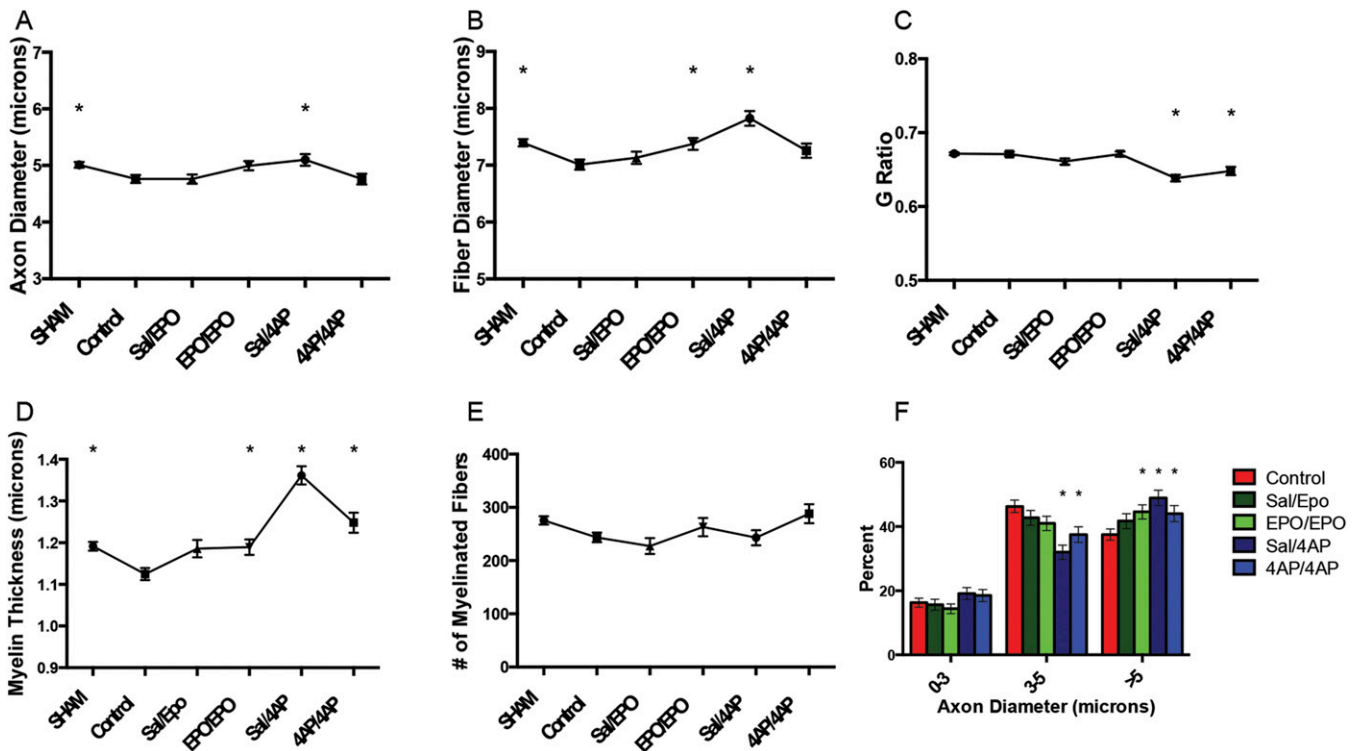 A
Axon Diameter (microns)
7
6
5
4
3
*
*
SHAM
Control
Sal/EPO
EPO/EPO
Sal/4AP
4AP/4AP
B
Fiber Diameter (microns)
9
8
7
6
5
*
*
*
SHAM
Control
Sal/EPO
EPO/EPO
Sal/4AP
4AP/4AP
C
G Ratio
0.8
0.7
0.6
0.5
*
*
SHAM
Control
Sal/EPO
EPO/EPO
Sal/4AP
4AP/4AP
D
Myelin Thickness (microns)
1.4
1.3
1.2
1.1
1.0
0.9
*
*
*
*
SHAM
Control
Sal/Epo
EPO/EPO
Sal/4AP
4AP/4AP
E
# of Myelinated Fibers
400
300
200
100
0
SHAM
Control
Sal/EPO
EPO/EPO
Sal/4AP
4AP/4AP
F
Percent
60
40
20
0
* *
* * *
0-3
3-5
>5
Axon Diameter (microns)
Control
Sal/Epo
EPO/EPO
Sal/4AP
4AP/4AP